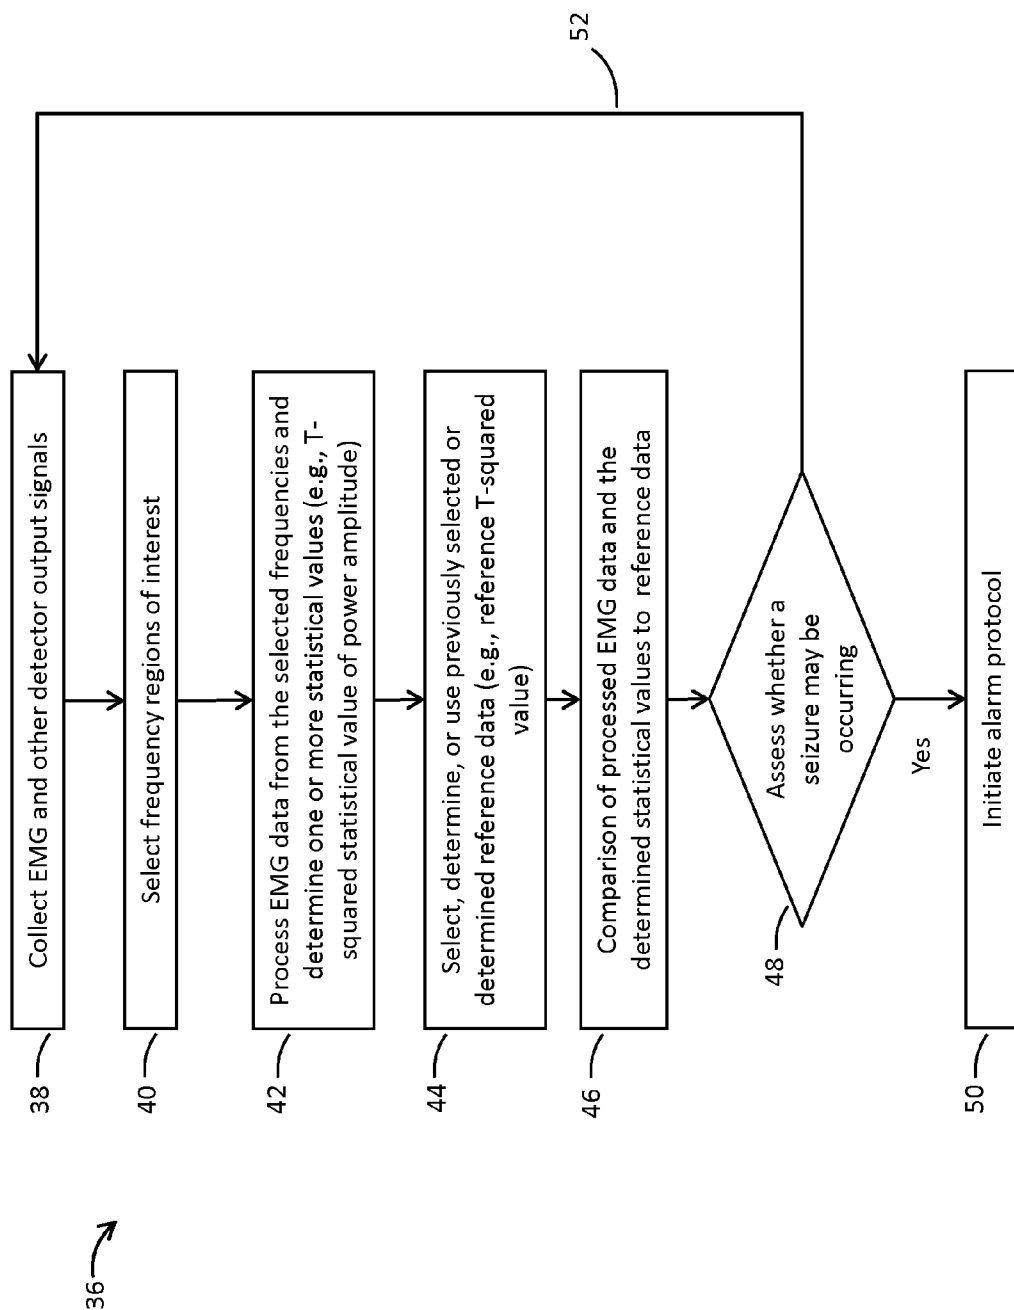 36
38
Collect EMG and other detector output signals
40
Select frequency regions of interest
42
Process EMG data from the selected frequencies and
determine one or more statistical values (e.g., T-
squared statistical value of power amplitude)
44
Select, determine, or use previously selected or
determined reference data (e.g., reference T-squared
value)
46
Comparison of processed EMG data and the
determined statistical values to reference data
48
Assess whether a
seizure may be
occurring
52
Yes
50
Initiate alarm protocol